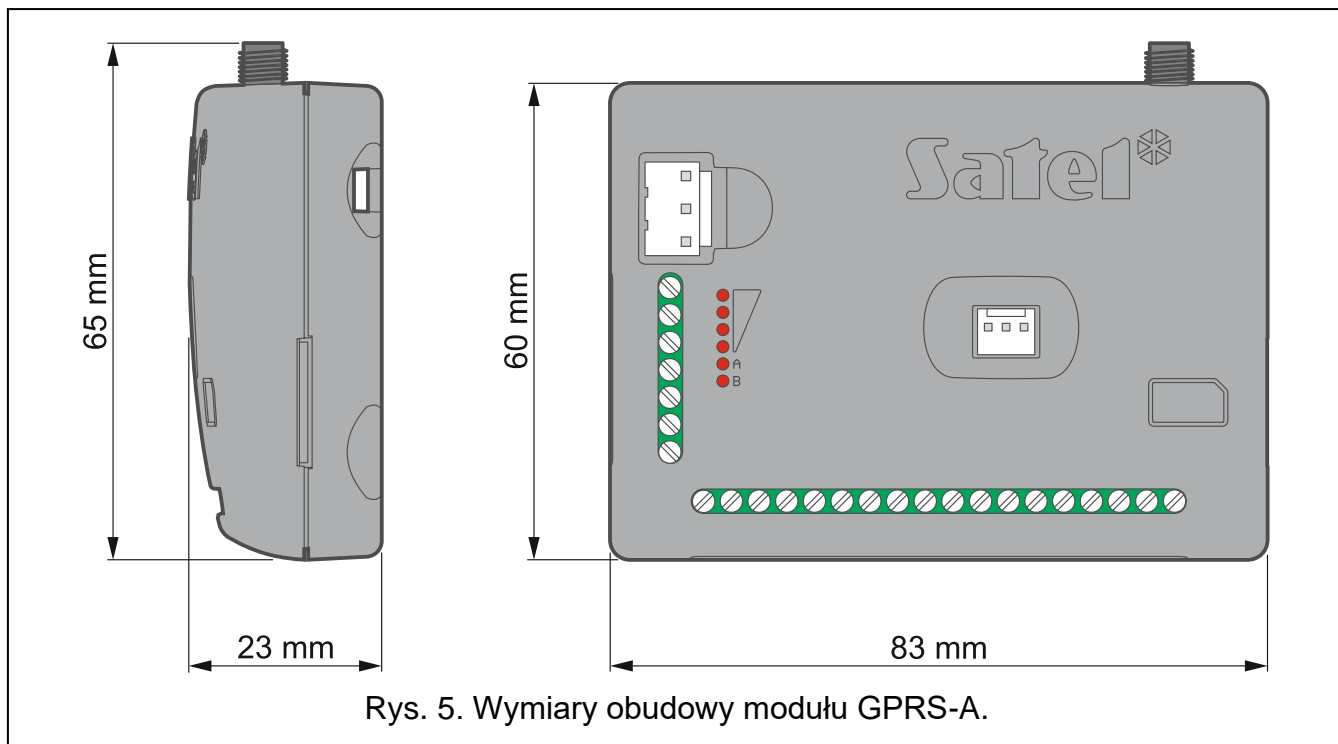 65 mm
23 mm
60 mm
83 mm
Satel
A
B
Rys. 5. Wymiary obudowy modułu GPRS-A.